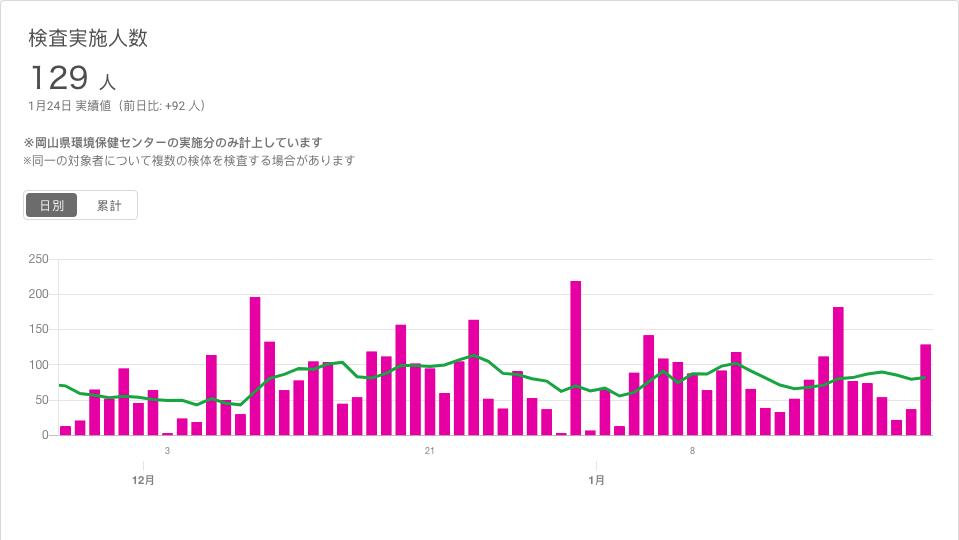 検査実施人数
129 人
1月24日 実績値（前日比: +92 人）
※岡山県環境保健センターの実施分のみ計上しています
※同一の対象者について複数の検体を検査する場合があります
日別 累計
250
200
150
100
50
0
3 21 8
12月 1月